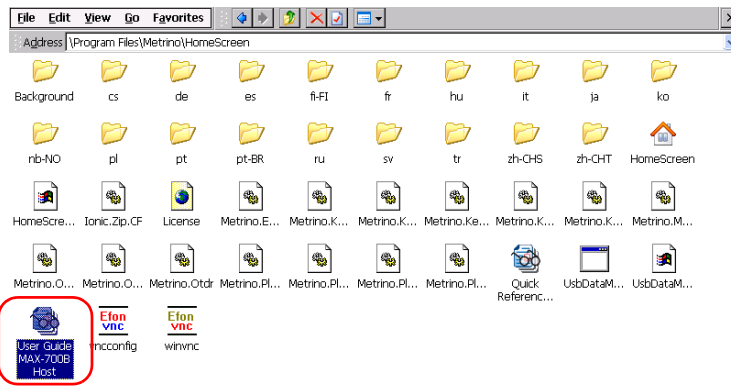 File Edit View Go Favorites
Address \Program Files\Metrino\HomeScreen
Background cs de es fi-FI fr hu it ja ko
nb-NO pl pt pt-BR ru sv tr zh-CHS zh-CHT HomeScreen
HomeScre... Ionic.Zip.CF License Metrino.E... Metrino.K... Metrino.K... Metrino.Ke... Metrino.K... Metrino.K... Metrino.M...
Metrino.O... Metrino.O... Metrino.Otdr Metrino.Pl... Metrino.Pl... Metrino.Pl... Metrino.Pl... Quick UsbDataM... UsbDataM...
Referenc...
Efon Efon
vnc vnc
User Guide vncconfig winvnc
MAX-700B
Host